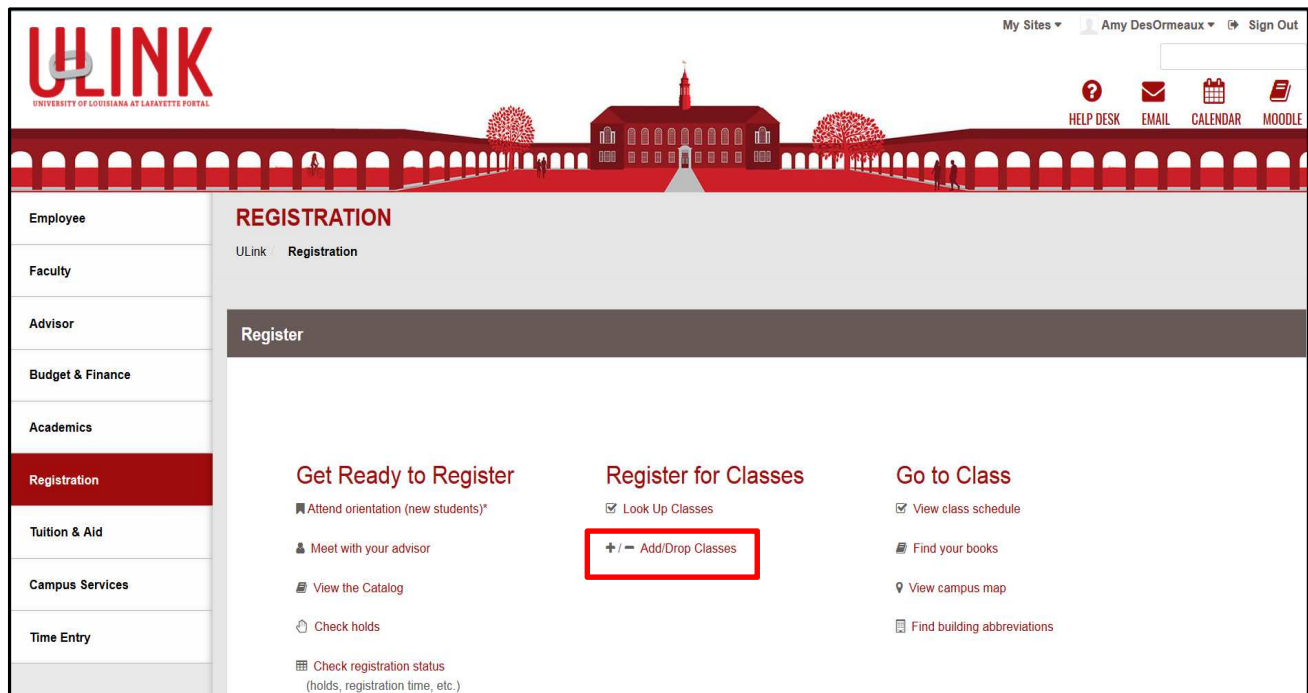 My Sites Amy DesOrmeaux Sign Out
ULINK
UNIVERSITY OF LOUISIANA AT LAFAYETTE PORTAL
HELP DESK EMAIL CALENDAR MOODLE
Employee
Faculty
Advisor
Budget & Finance
Academics
Registration
Tuition & Aid
Campus Services
Time Entry
REGISTRATION
ULink / Registration
Register
Get Ready to Register
Attend orientation (new students)*
Meet with your advisor
View the Catalog
Check holds
Check registration status
(holds, registration time, etc.)
Register for Classes
Look Up Classes
+ / - Add/Drop Classes
Go to Class
View class schedule
Find your books
View campus map
Find building abbreviations